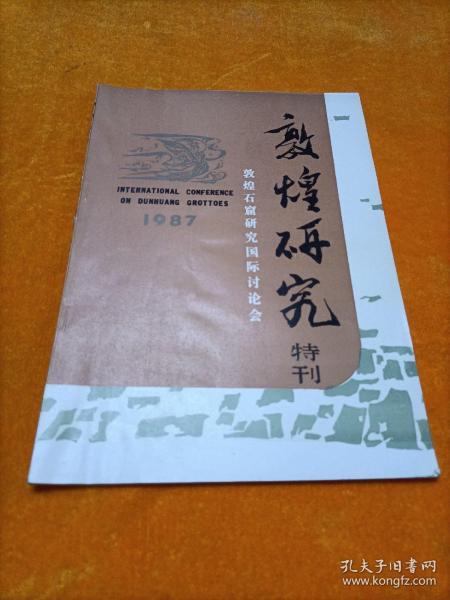 敦煌研究
特刊
敦煌石窟研究国际讨论会
INTERNATIONAL CONFERENCE
ON DUNHUANG GROTTOES
1987
孔夫子旧书网
www.kongfz.com